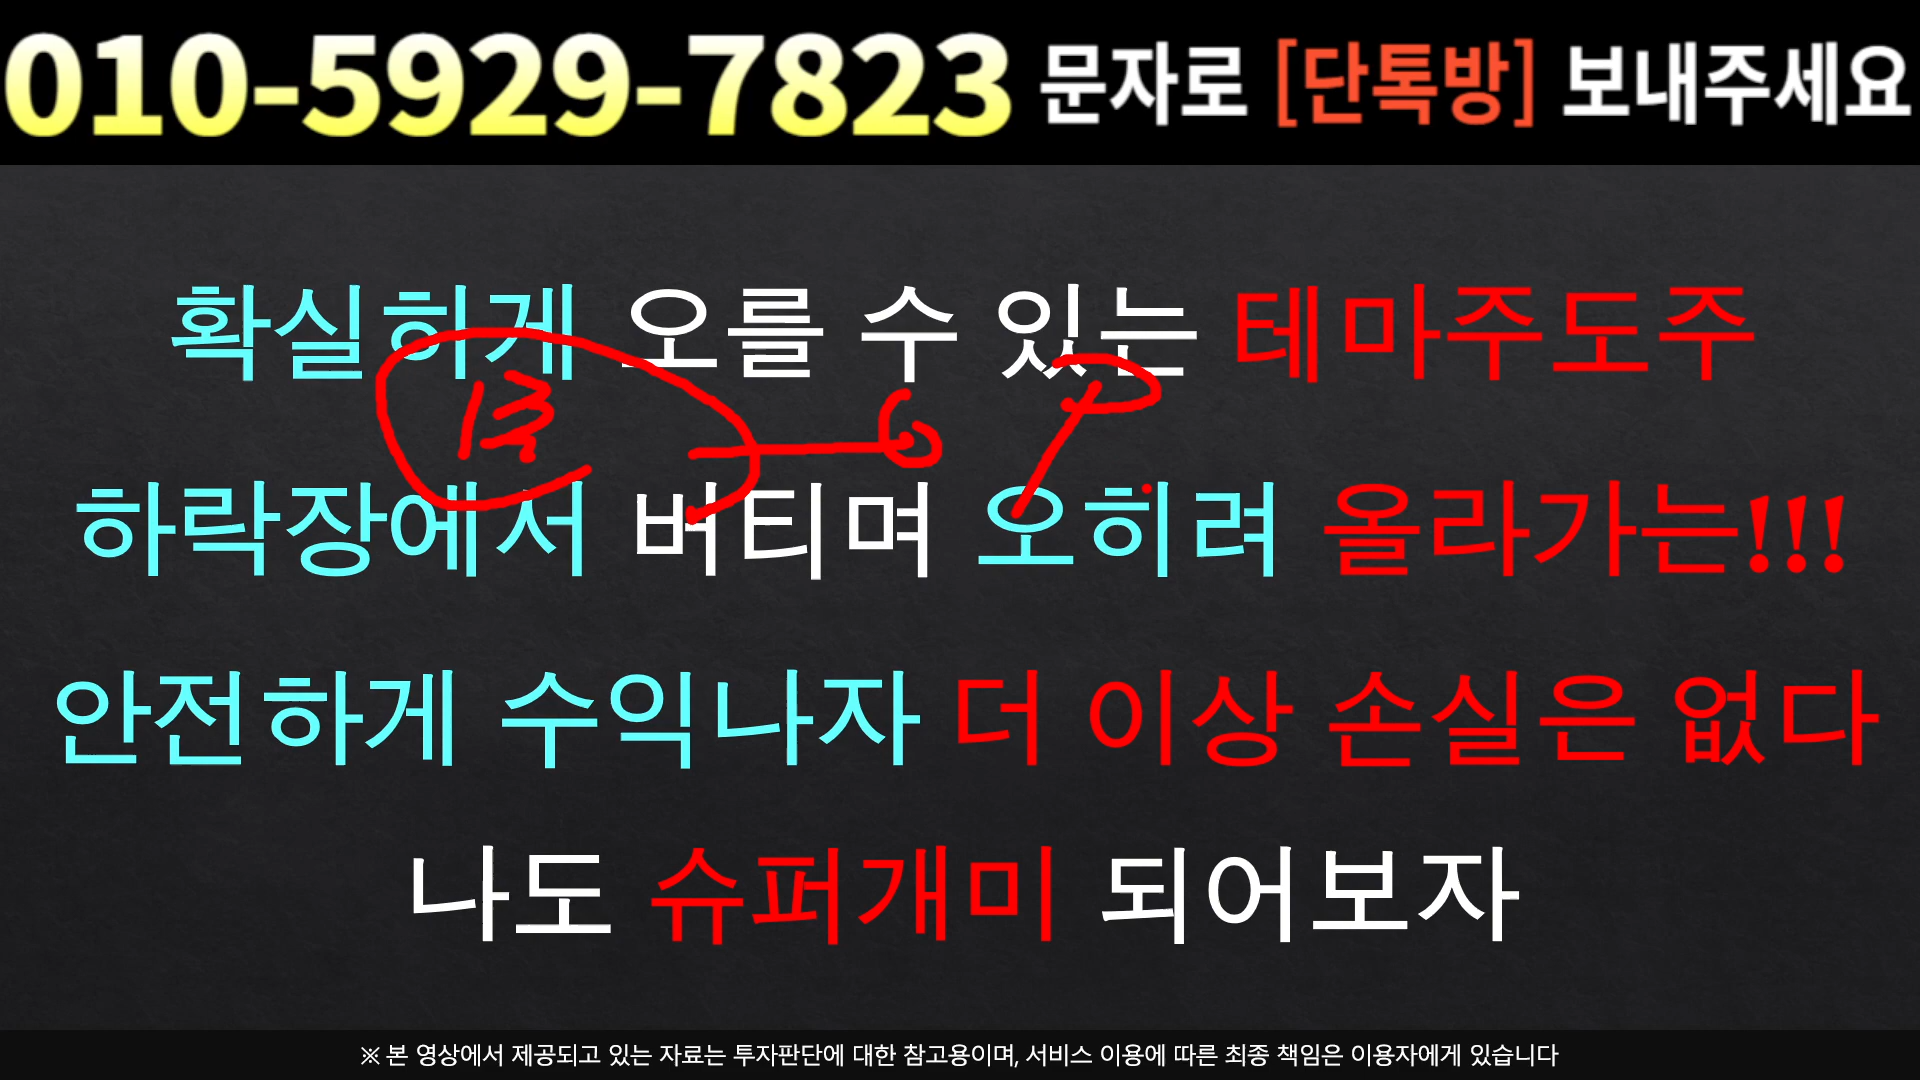 010-5929-7823 문자로 [단톡방] 보내주세요
확실하게 오를 수 있는 테마주도주
하락장에서 버티며 오히려 올라가는!!!
안전하게 수익나자 더 이상 손실은 없다
나도 슈퍼개미 되어보자
※ 본 영상에서 제공되고 있는 자료는 투자판단에 대한 참고용이며, 서비스 이용에 따른 최종 책임은 이용자에게 있습니다